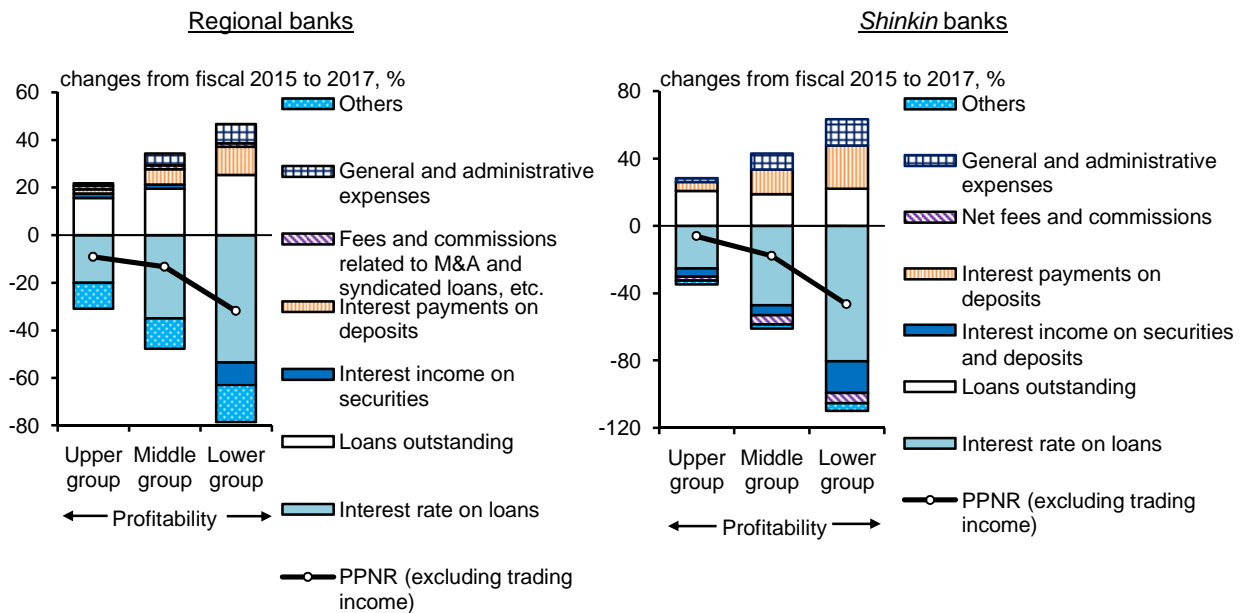 Regional banks
changes from fiscal 2015 to 2017, %
60
40
20
0
-20
-40
-60
-80
Upper
group
Middle
group
Lower
group
Profitability
Others
General and administrative
expenses
Fees and commissions
related to M&A and
syndicated loans, etc.
Interest payments on
deposits
Interest income on
securities
Loans outstanding
Interest rate on loans
PPNR (excluding trading
income)
Shinkin banks
changes from fiscal 2015 to 2017, %
80
40
0
-40
-80
-120
Upper
group
Middle
group
Lower
group
Profitability
Others
General and administrative
expenses
Net fees and commissions
Interest payments on
deposits
Interest income on securities
and deposits
Loans outstanding
Interest rate on loans
PPNR (excluding trading
income)